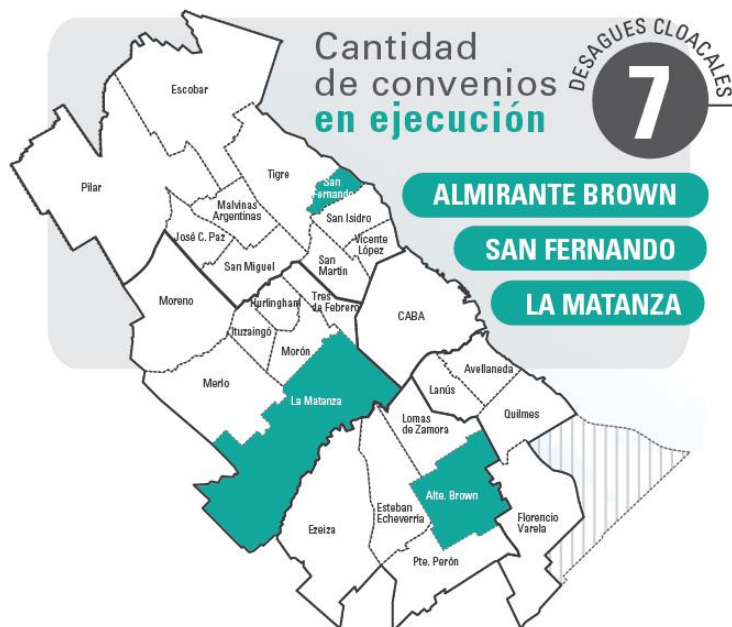 Cantidad
de convenios
en ejecución
DESAGUES CLOACALES
7
ALMIRANTE BROWN
SAN FERNANDO
LA MATANZA
Escobar
Pilar
Tigre
San
Fernando
Malvinas
Argentinas
San Isidro
José C. Paz
Vicente
López
San Miguel
San
Martín
Moreno
Hurlingham
Tres
de Febrero
CABA
Ituzaingó
Morón
Merlo
La Matanza
Avellaneda
Lanús
Quilmes
Lomas
de Zamora
Alte. Brown
Esteban
Echeverría
Ezeiza
Florencio
Varela
Pte. Perón